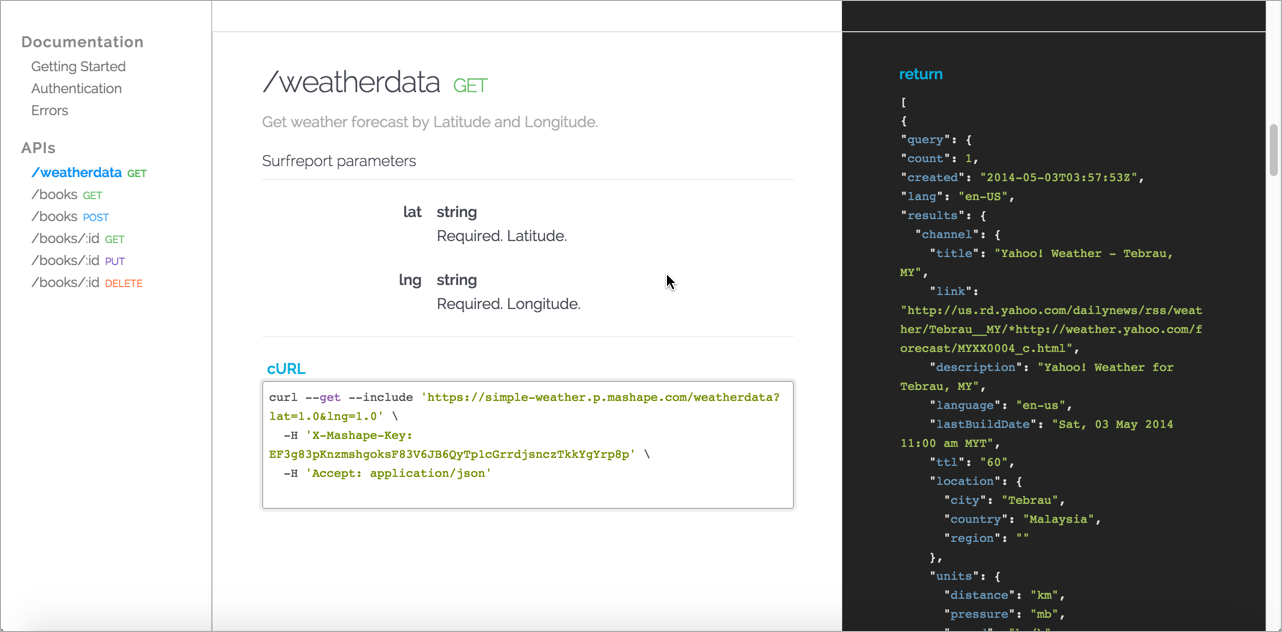 Documentation
Getting Started
Authentication
Errors
APIs
/weatherdata GET
/books GET
/books POST
/books/:id GET
/books/:id PUT
/books/:id DELETE
/weatherdata GET
Get weather forecast by Latitude and Longitude.
Surfreport parameters
lat string
Required. Latitude.
lng string
Required. Longitude.
cURL
curl --get --include 'https://simple-weather.p.mashape.com/weatherdata?
lat=1.0&lng=1.0' \
-H 'X-Mashape-Key:
EF3g83pKnzmshgoksF83V6JB6QyTp1cGrrdjsnczTkkYgYrp8p' \
-H 'Accept: application/json'
return
[
{
"query": {
"count": 1,
"created": "2014-05-03T03:57:53Z",
"lang": "en-US",
"results": {
"channel": {
"title": "Yahoo! Weather - Tebrau,
MY",
"link":
"http://us.rd.yahoo.com/dailynews/rss/weat
her/Tebrau__MY/*http://weather.yahoo.com/f
orecast/MYXX0004_c.html",
"description": "Yahoo! Weather for
Tebrau, MY",
"language": "en-us",
"lastBuildDate": "Sat, 03 May 2014
11:00 am MYT",
"ttl": "60",
"location": {
"city": "Tebrau",
"country": "Malaysia",
"region": ""
},
"units": {
"distance": "km",
"pressure": "mb",